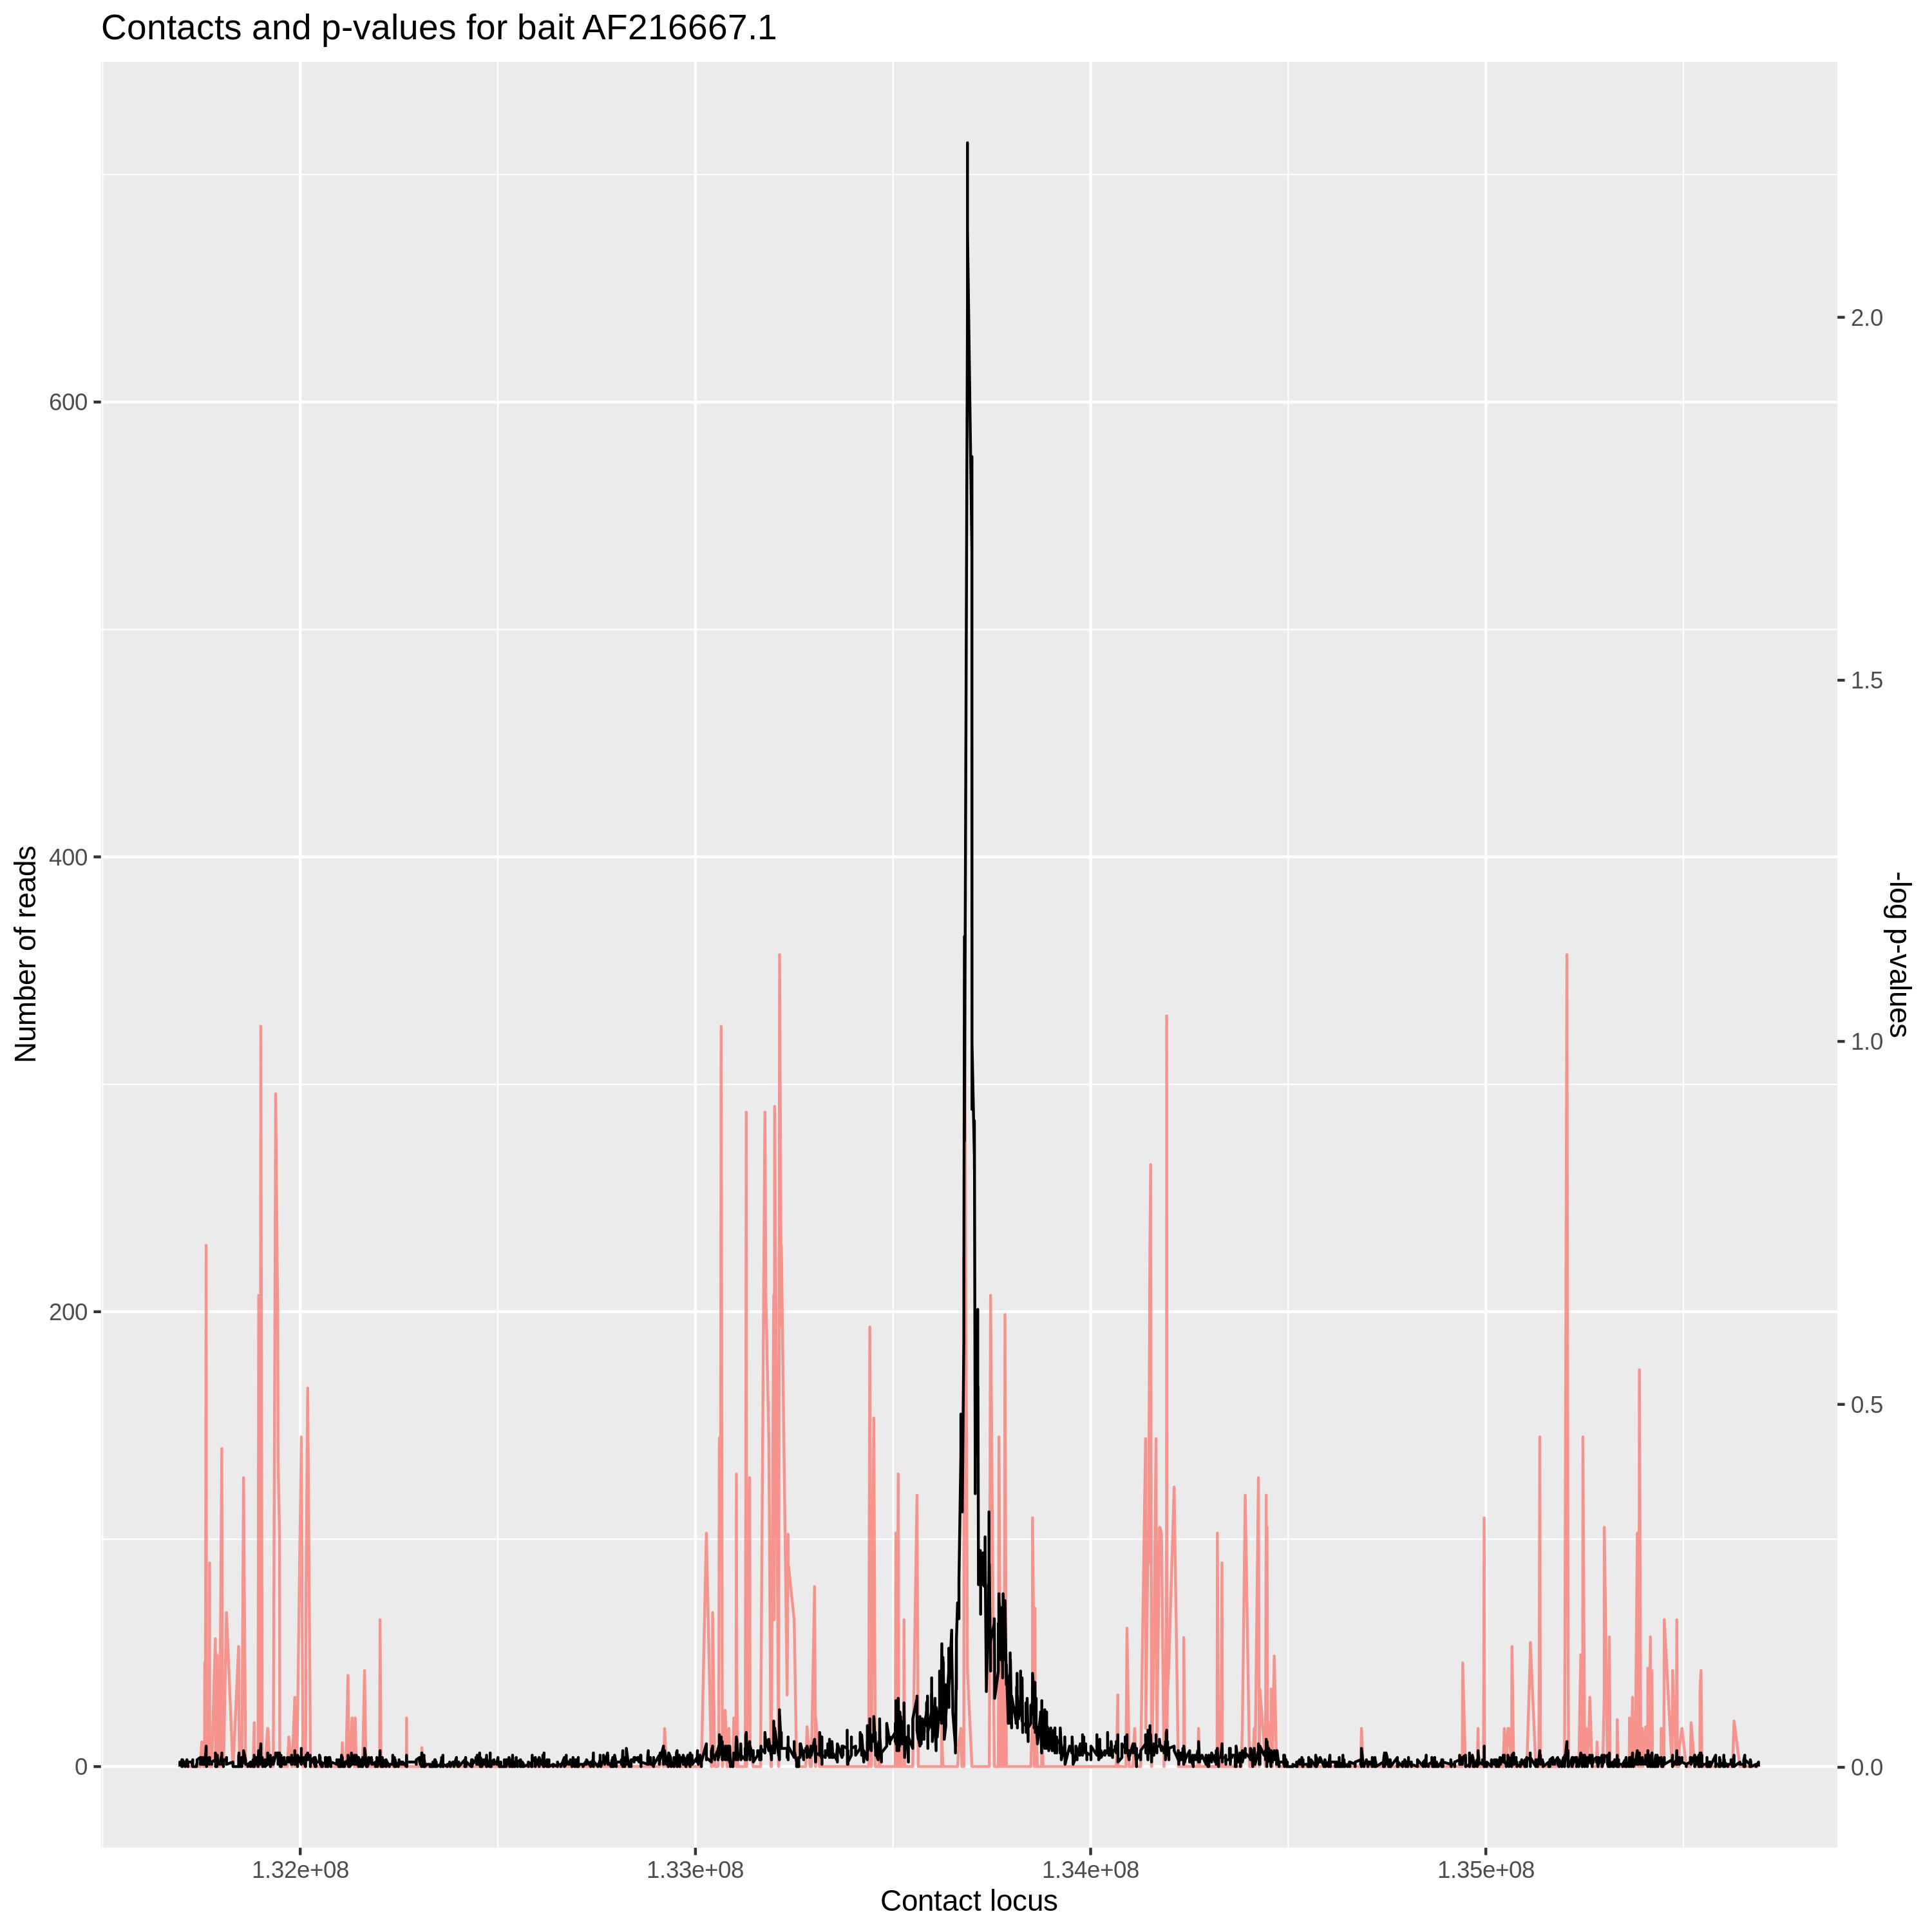 Contacts and p-values for bait AF216667.1
Number of reads
600
400
200
0
2.0
1.5
1.0
0.5
0.0
-log p-values
1.32e+08 1.33e+08 1.34e+08 1.35e+08
Contact locus